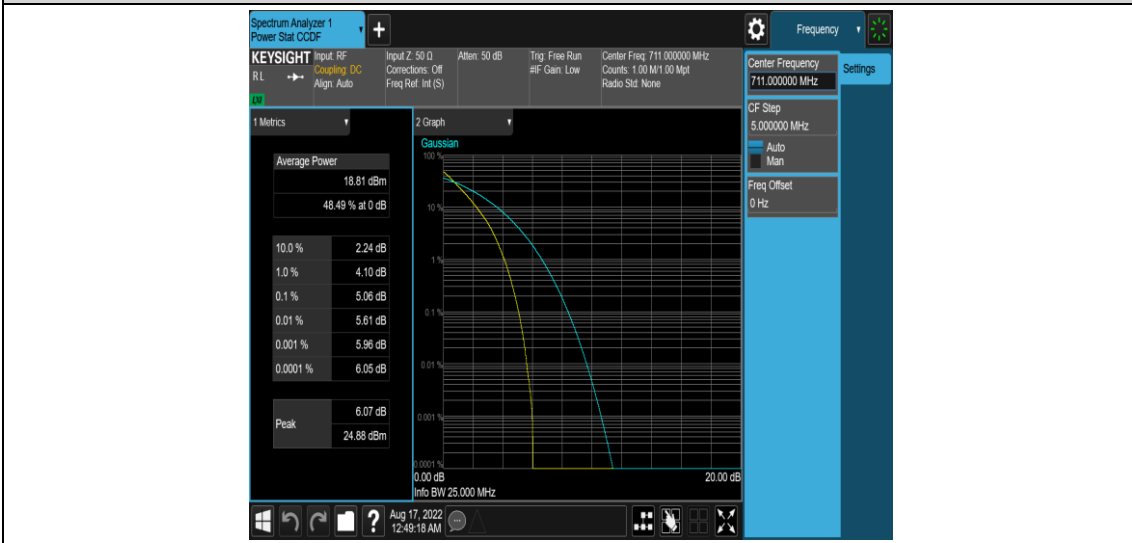 Spectrum Analyzer 1
Power Stat CCDF
+
Frequency
KEYSIGHT
RL
LXI
Input: RF
Coupling: DC
Align: Auto
Input Z: 50 Ω
Corrections: Off
Freq Ref: Int (S)
Atten: 50 dB
Trig: Free Run
#IF Gain: Low
Center Freq: 711.000000 MHz
Counts: 1.00 M/1.00 Mpt
Radio Std: None
Center Frequency
711.000000 MHz
Settings
CF Step
5.000000 MHz
Auto
Man
Freq Offset
0 Hz
1 Metrics
Average Power
18.81 dBm
48.49 % at 0 dB
10.0 % 2.24 dB
1.0 % 4.10 dB
0.1 % 5.06 dB
0.01 % 5.61 dB
0.001 % 5.96 dB
0.0001 % 6.05 dB
Peak
6.07 dB
24.88 dBm
2 Graph
Gaussian
100 %
10 %
1 %
0.1 %
0.01 %
0.001 %
0.0001 %
0.00 dB 20.00 dB
Info BW 25.000 MHz
?
Aug 17, 2022
12:49:18 AM